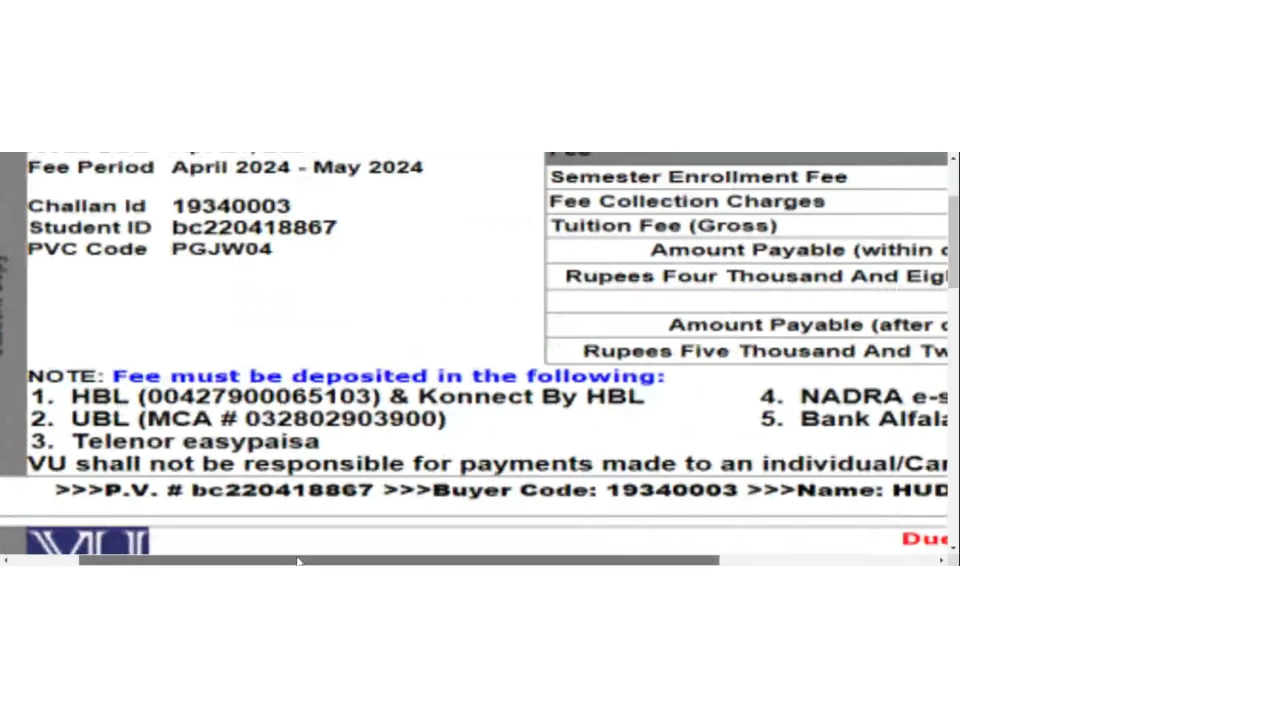 Fee Period April 2024 - May 2024
Challan Id 19340003
Student ID bc220418867
PVC Code PGJW04
Fee
Semester Enrollment Fee
Fee Collection Charges
Tuition Fee (Gross)
Amount Payable (within
Rupees Four Thousand And Eig
Amount Payable (after
Rupees Five Thousand And Tw
NOTE: Fee must be deposited in the following:
1. HBL (00427900065103) & Konnect By HBL
2. UBL (MCA # 032802903900)
3. Telenor easypaisa
4. NADRA e-s
5. Bank Alfala
VU shall not be responsible for payments made to an individual/Car
>>>P.V. # bc220418867 >>>Buyer Code: 19340003 >>>Name: HUD
VU
Due